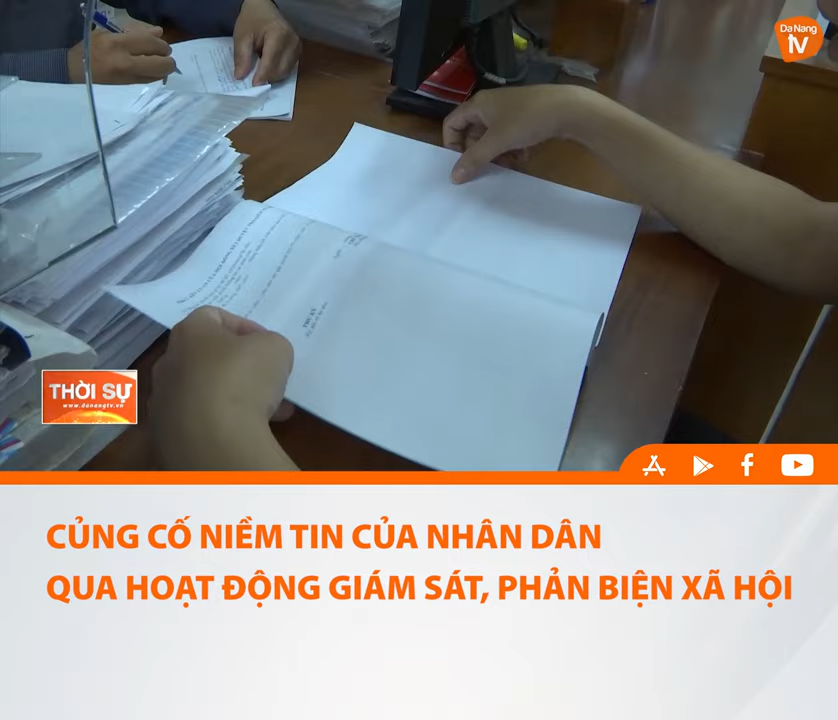 Da Nang
tv
THỜI SỰ
www.danangtv.vn
CỦNG CỐ NIỀM TIN CỦA NHÂN DÂN
QUA HOẠT ĐỘNG GIÁM SÁT, PHẢN BIỆN XÃ HỘI